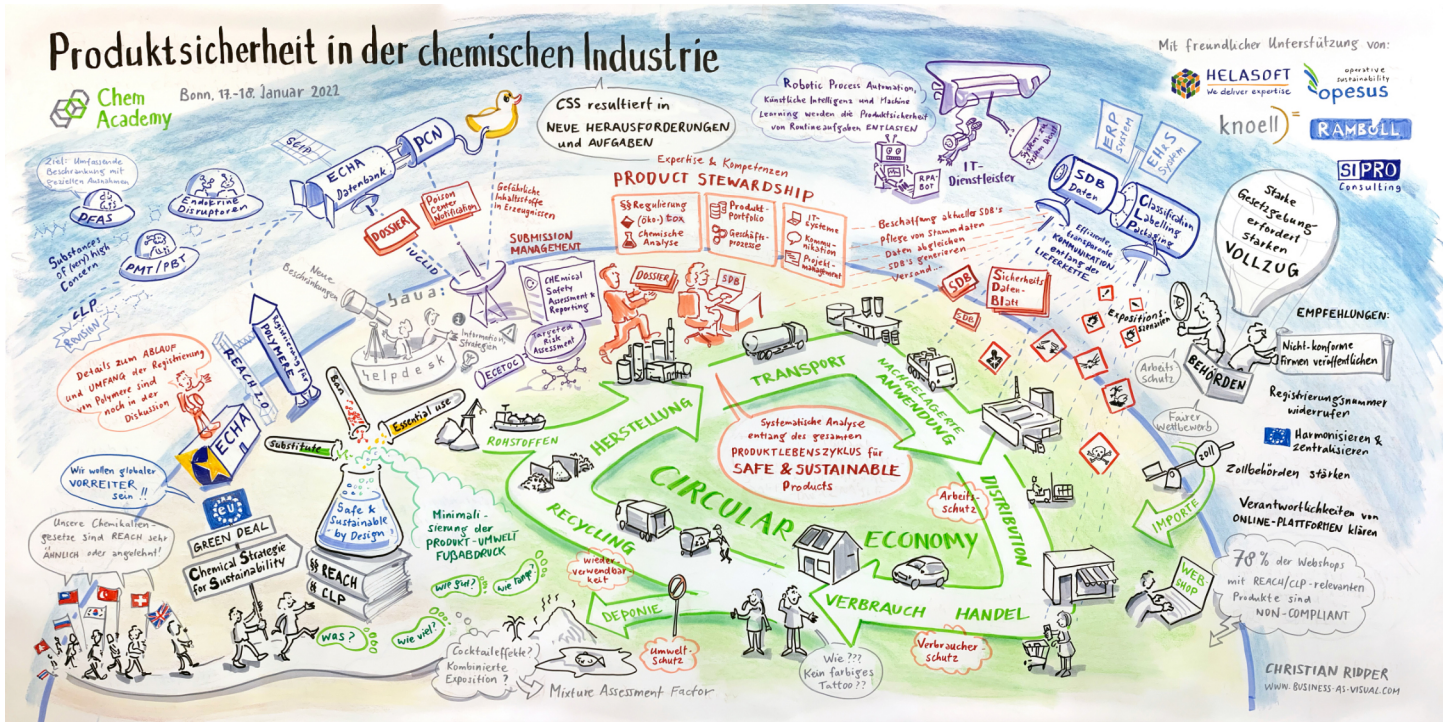 Produktsicherheit in der chemischen Industrie
Chem
Academy
Bonn, 17.-18. Januar 2022
Mit freundlicher Unterstützung von:
HELASOFT
We deliver expertise
operative
sustainability
opesus
knoell
RAMBOLL
SIPRO
Consulting
CSS resultiert in
NEUE HERAUSFORDERUNGEN
und AUFGABEN
Robotic Process Automation,
Künstliche Intelligenz und Machine
Learning werden die Produktsicherheit
von Routineaufgaben ENTLASTEN
RPA-
BOT
IT-
Dienstleister
System-zu
System Dienst
ERP
System
EH&S
System
SDB
Daten
Classification
Labelling
Packaging
Effiziente,
transparente
KOMMUNIKATION
entlang der
LIEFERKETTE
SCIP
ECHA
Datenbank
PCN
Ziel: Umfassende
Beschränkung mit
gezielten Ausnahmen
PFAS
Endokrine
Disruptoren
PMT/PBT
Substances
of (very) high
Concern
CLP
REVISION
DOSSIER
Poison
Center
Notification
Gefährliche
Inhaltsstoffe
in Erzeugnissen
IUCLID
SUBMISSION
MANAGEMENT
Expertise & Kompetenzen
PRODUCT STEWARDSHIP
§§ Regulierung
(öko-) tox
Chemische
Analyse
Produkt-
Portfolio
Geschäfts-
prozesse
IT-
Systeme
Kommu-
nikation
Projekt-
management
Beschaffung aktueller SDB's
Pflege von Stammdaten
Daten abgleichen
SDB's generieren
Versand...
SDB
Sicherheits
Daten-
Blatt
SDB
Expositions-
szenarien
Starke
Gesetzgebung
erfordert
starken
VOLLZUG
BEHÖRDEN
Arbeits
Schutz
Fairer
Wettbewerb
EMPFEHLUNGEN:
Nicht-konforme
Firmen veröffentlichen
Registrierungsnummer
widerrufen
Harmonisieren &
zentralisieren
Zollbehörden stärken
Verantwortlichkeiten von
ONLINE-PLATTFORMEN klären
Zoll
IMPORTE
78% der Webshops
mit REACH/CLP-relevanten
Produkte sind
NON-COMPLIANT
WEB-
SHOP
CHRISTIAN RIDDER
WWW.BUSINESS-AS-VISUAL.COM
Neue
Beschränkungen
baua:
helpdesk
Information,
Strategien
CHEmical
Safety
Assessment &
Reporting
Targeted
Risk
Assessment
ECETOC
DOSSIER
SDB
Registrierung für
POLYMERE
REACH 2.0
ECHA
Details zum ABLAUF
und UMFANG der Registrierung
von Polymere sind
noch in der
Diskussion
Ban
Essential use
substitute
Safe &
Sustainable
by Design
§§ REACH
§§ CLP
Wir wollen globaler
VORREITER
sein !!
eu
GREEN DEAL
Chemical Strategie
for Sustainability
Unsere Chemikalien-
gesetze sind REACH sehr
ÄHNLICH oder angelehnt!
Minimali-
sierung der
PRODUKT-UMWELT
FUßABDRUCK
wie gut?
wie lange?
was?
wie viel?
Cocktaileffekte?
Kombinierte
Exposition?
Mixture Assessment Factor
ROHSTOFFEN
HERSTELLUNG
TRANSPORT
NACHGELAGERTE
ANWENDUNG
DISTRIBUTION
HANDEL
VERBRAUCH
DEPONIE
RECYCLING
CIRCULAR
ECONOMY
Systematische Analyse
entlang des gesamten
PRODUKTLEBENSZYKLUS für
SAFE & SUSTAINABLE
Products
Arbeits-
schutz
wieder-
verwendbar
keit
Umwelt-
Schutz
Verbraucher-
schutz
Wie ???
Kein farbiges
Tattoo??